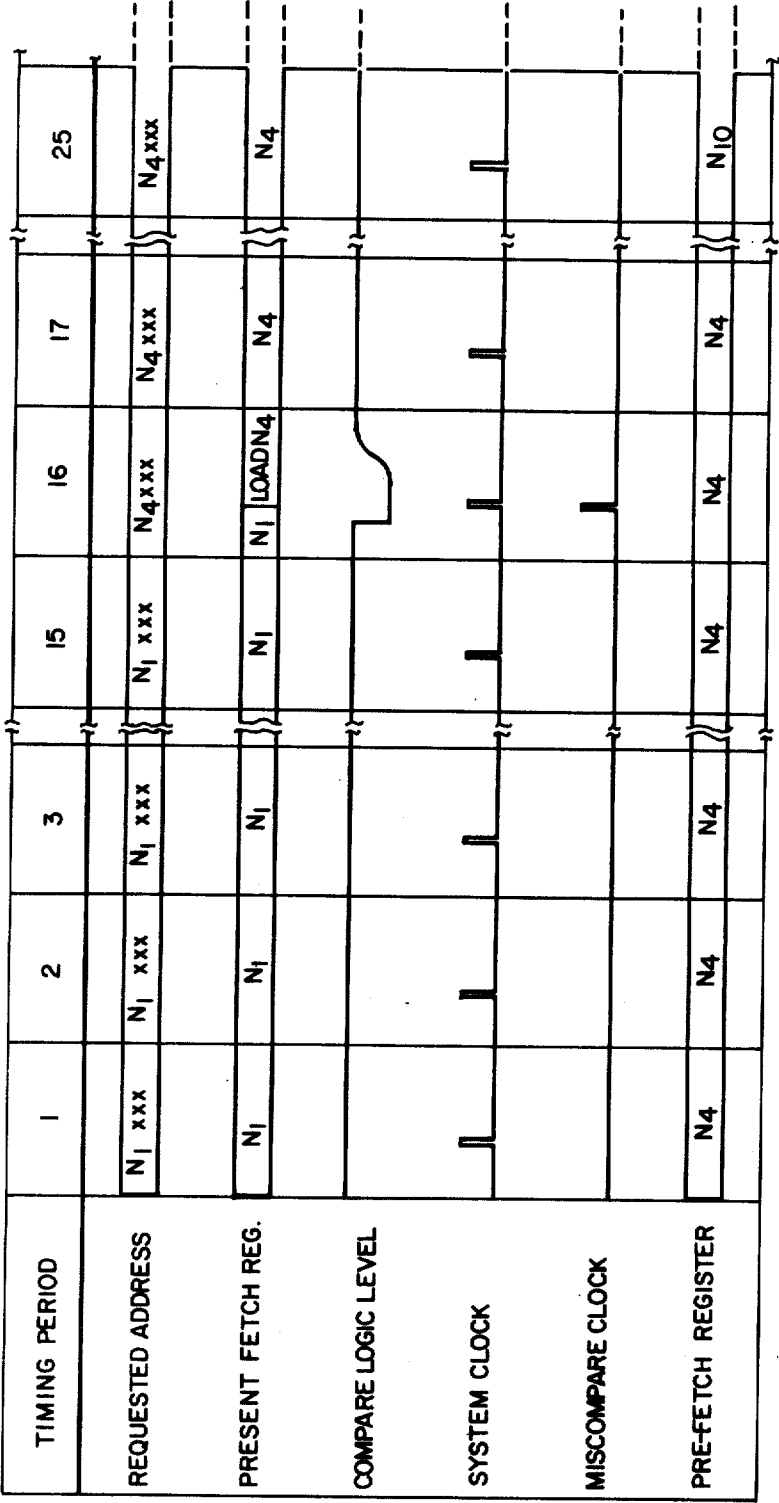 TIMING PERIOD 1 2 3 15 16 17 25
REQUESTED ADDRESS N1 XXX N1 XXX N1 XXX N1 XXX N4XXX N4XXX N4XXX
PRESENT FETCH REG. N1 N1 N1 N1 N1 LOADN4 N4 N4
COMPARE LOGIC LEVEL
SYSTEM CLOCK
MISCOMPARE CLOCK
PRE-FETCH REGISTER N4 N4 N4 N4 N4 N4 N10